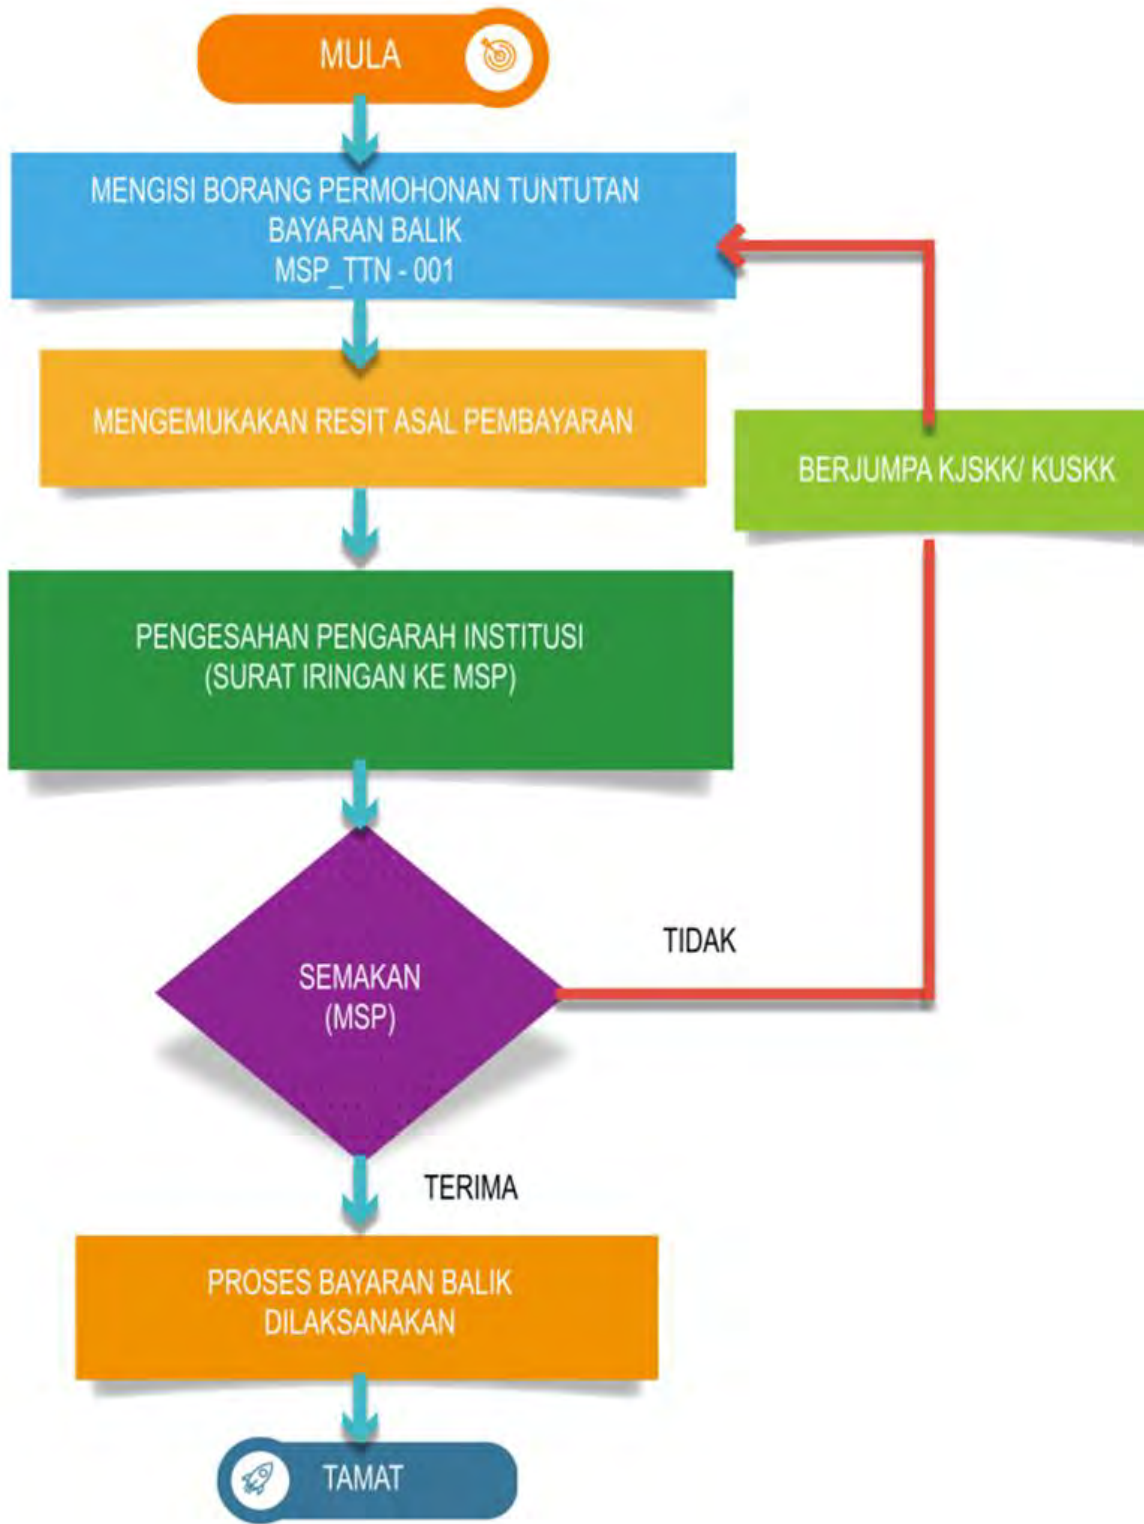 MULA
MENGISI BORANG PERMOHONAN TUNTUTAN
BAYARAN BALIK
MSP_TTN - 001
MENGEMUKAKAN RESIT ASAL PEMBAYARAN
BERJUMPA KJSKK/ KUSKK
PENGESAHAN PENGARAH INSTITUSI
(SURAT IRINGAN KE MSP)
SEMAKAN
(MSP)
TIDAK
TERIMA
PROSES BAYARAN BALIK
DILAKSANAKAN
TAMAT